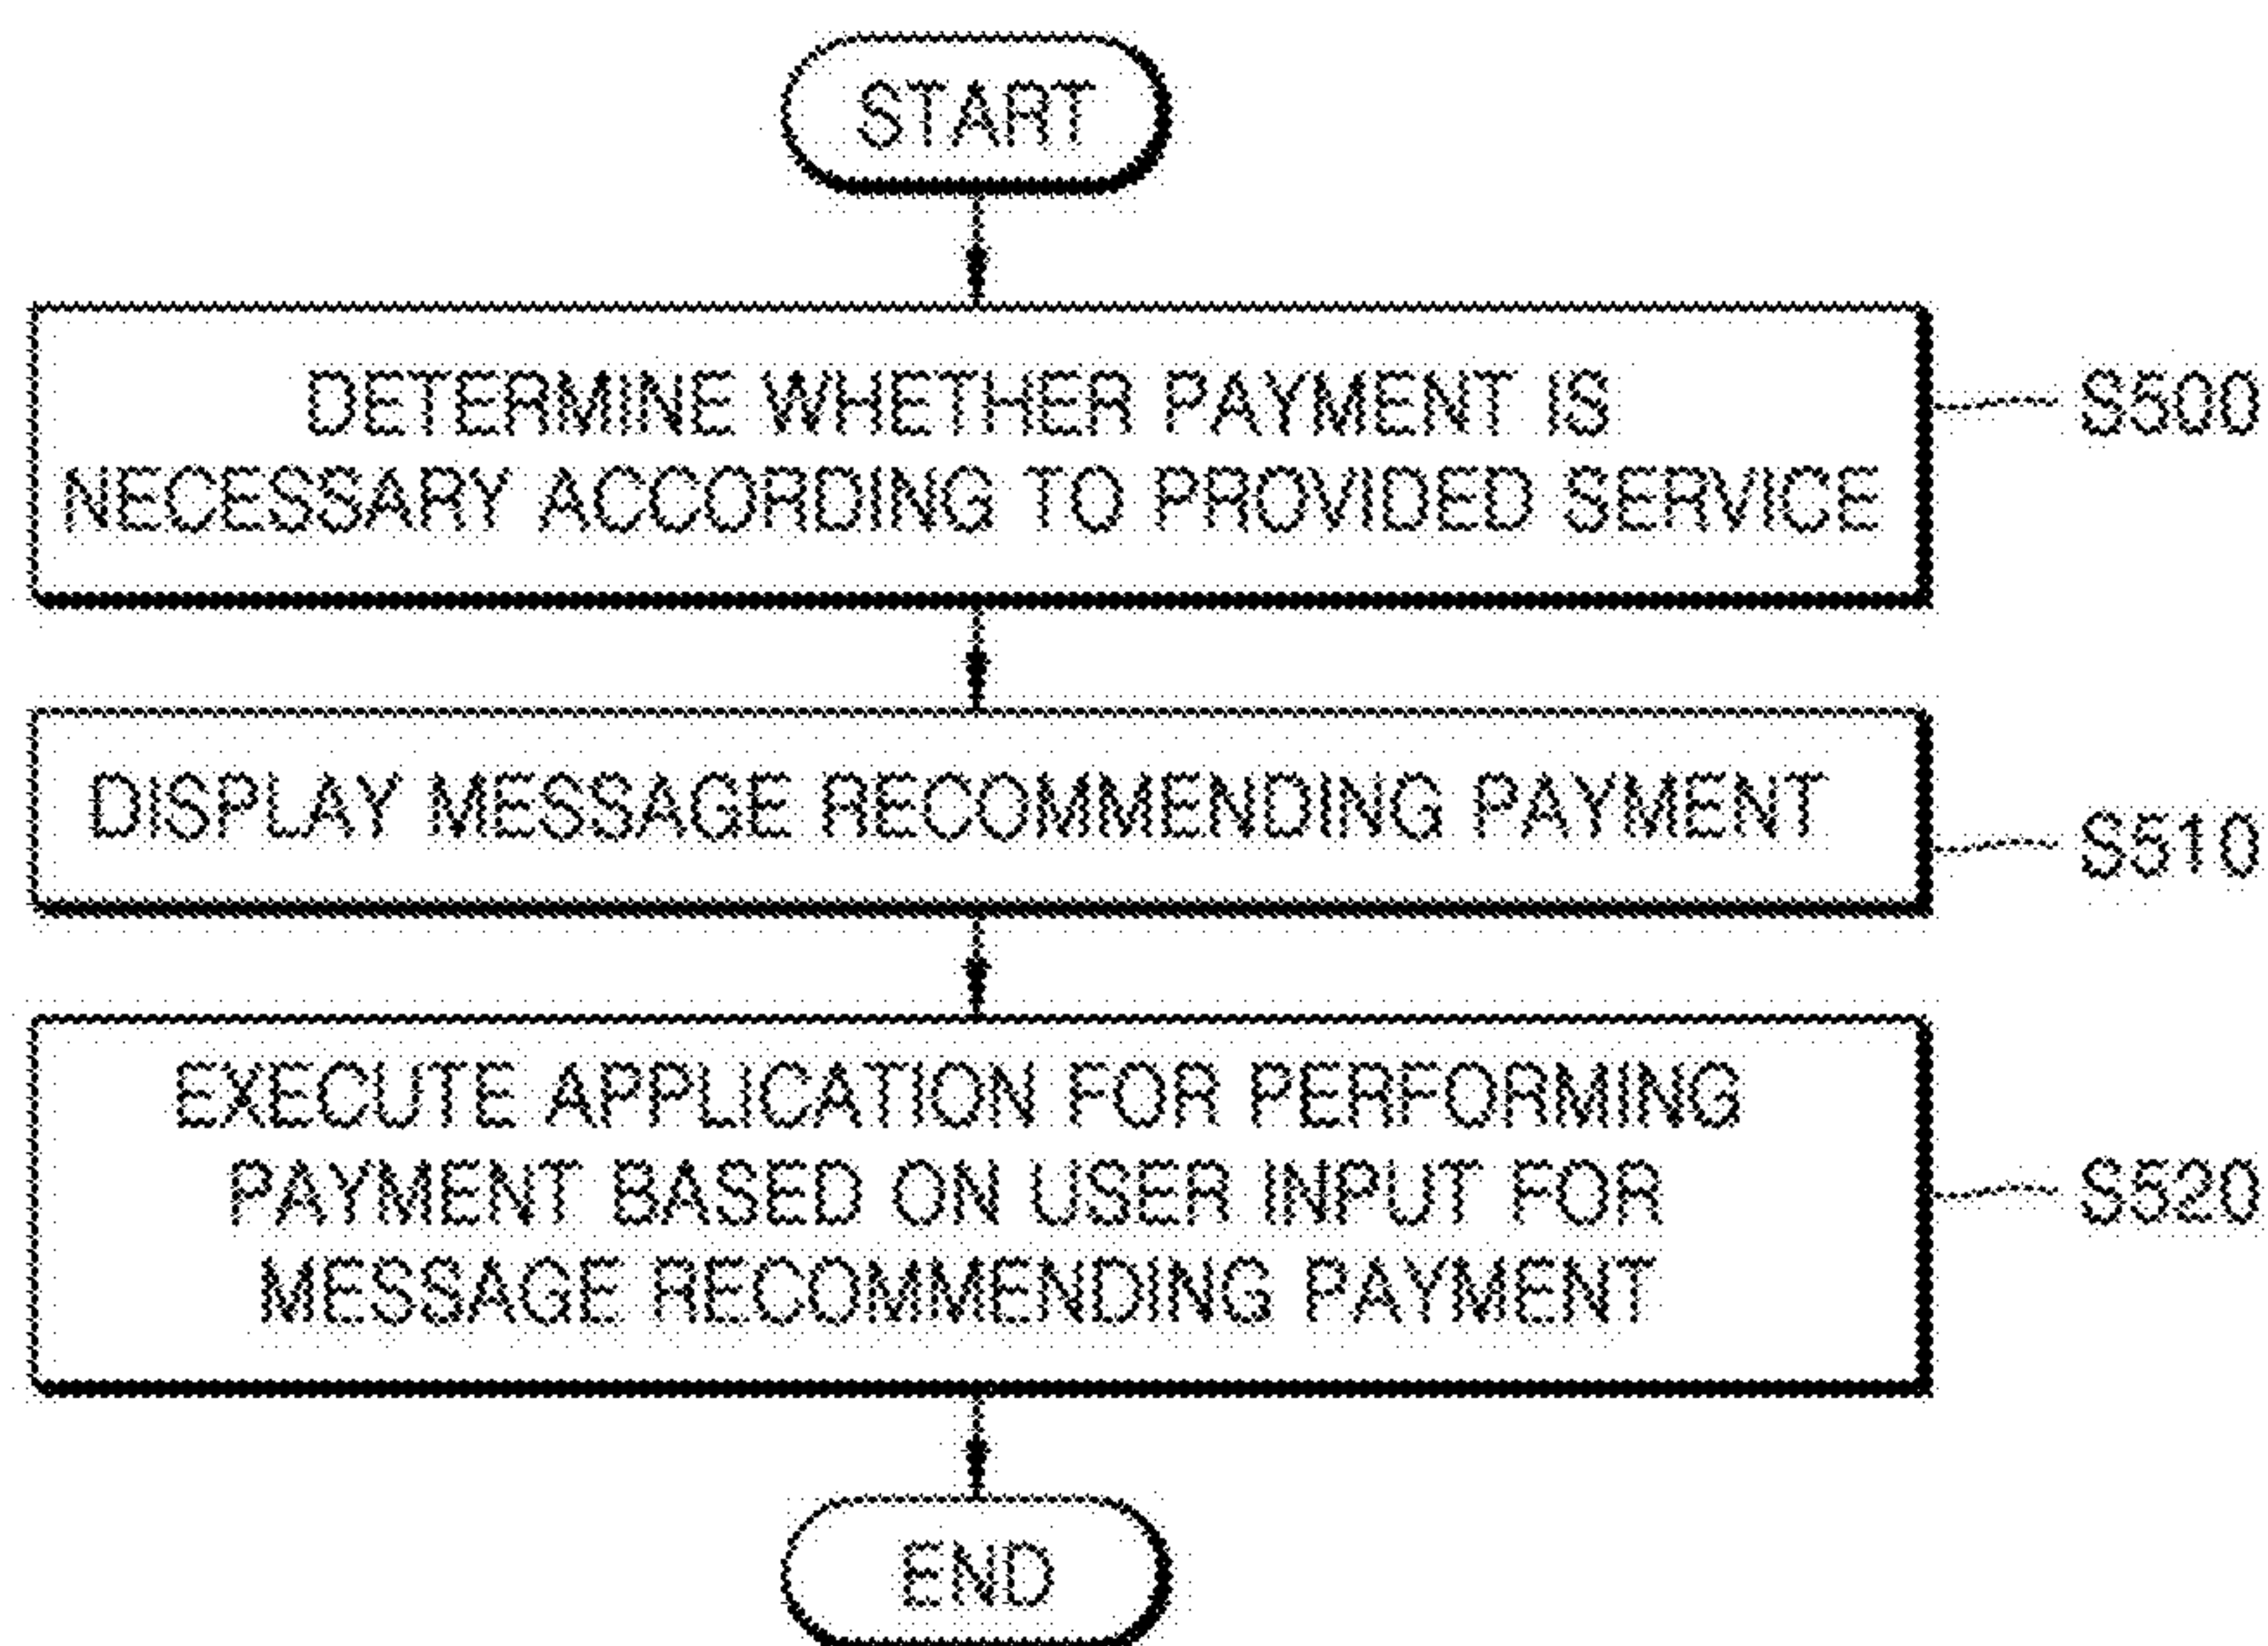 START
DETERMINE WHETHER PAYMENT IS
NECESSARY ACCORDING TO PROVIDED SERVICE
S500
DISPLAY MESSAGE RECOMMENDING PAYMENT
S510
EXECUTE APPLICATION FOR PERFORMING
PAYMENT BASED ON USER INPUT FOR
MESSAGE RECOMMENDING PAYMENT
S520
END